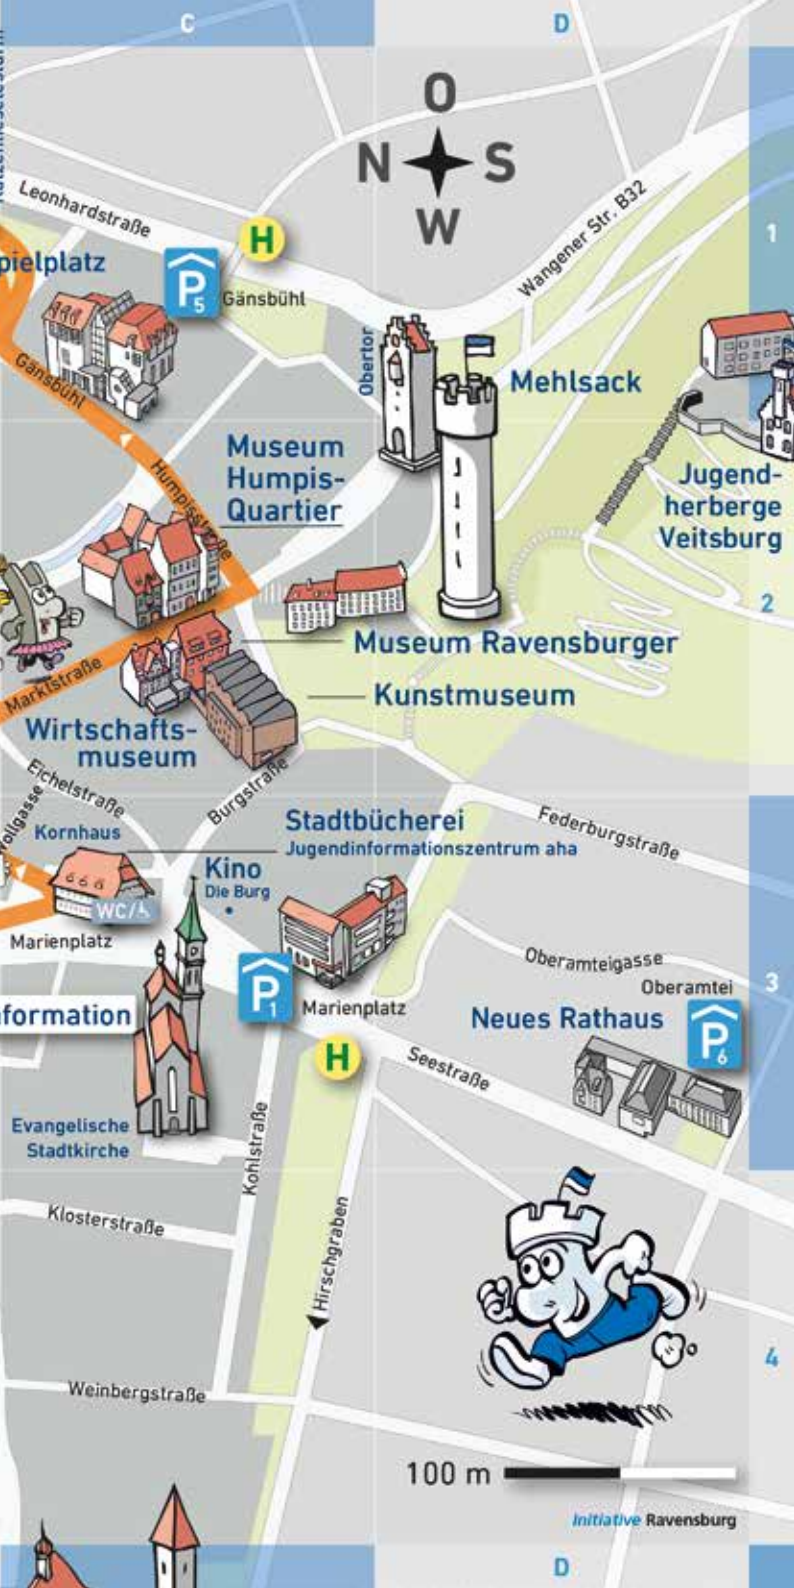 C
D
O
N
S
W
Leonhardstraße
H
Wangener Str. B32
1
pielplatz
P5
Gänsbühl
Obertor
Gänsbühl
Mehlsack
Museum
Humpis-
Quartier
Humpisstraße
Jugend-
herberge
Veitsburg
2
Museum Ravensburger
Marktstraße
Kunstmuseum
Wirtschafts-
museum
Eichelstraße
Burgstraße
ollgasse
Stadtbücherei
Jugendinformationszentrum aha
Federburgstraße
Kornhaus
Kino
Die Burg
WC/
Marienplatz
Oberamteigasse
Oberamtei
3
P1
Marienplatz
formation
Neues Rathaus
P6
H
Seestraße
Evangelische
Stadtkirche
Kohlstraße
Klosterstraße
Hirschgraben
4
Weinbergstraße
100 m
Initiative Ravensburg
D